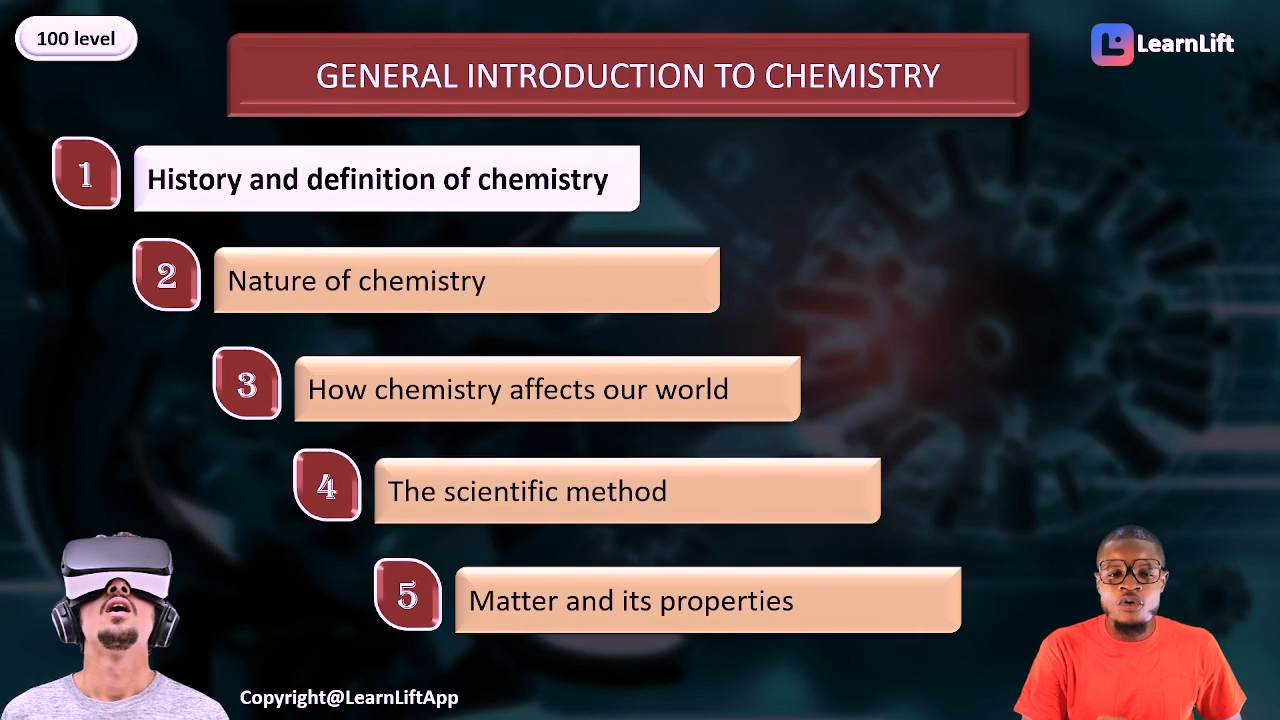 100 level
GENERAL INTRODUCTION TO CHEMISTRY
LearnLift
1
History and definition of chemistry
2
Nature of chemistry
3
How chemistry affects our world
4
The scientific method
5
Matter and its properties
Copyright@LearnLiftApp